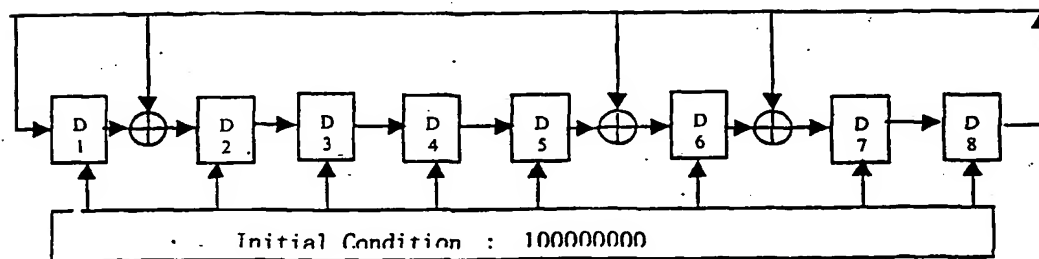 D 1 D 2 D 3 D 4 D 5 D 6 D 7 D 8
Initial Condition : 100000000